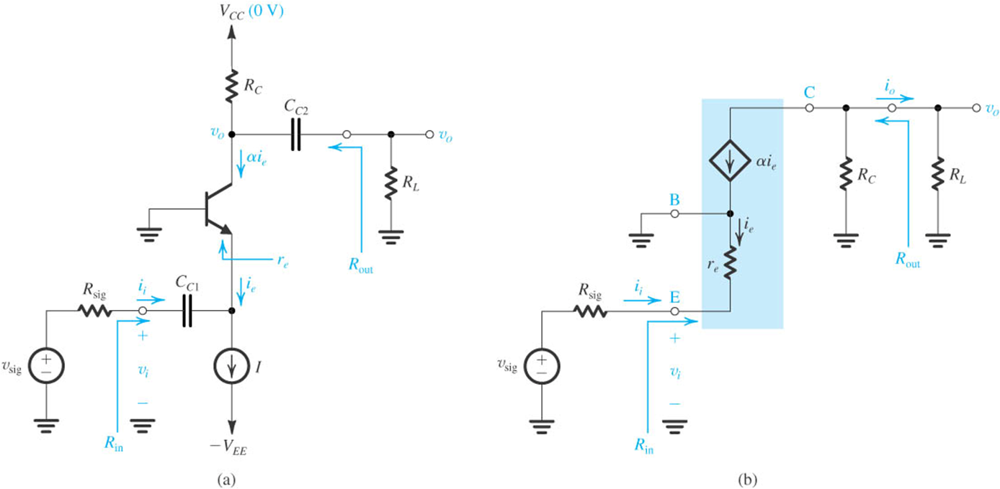 V_CC (0 V)
R_C
C_C2
v_o
v_o
αi_e
R_L
r_e
R_out
R_sig
i_i
C_C1
i_e
+
v_sig
+
−
v_i
−
I
R_in
−V_EE
(a)
C
i_o
v_o
αi_e
R_C
R_L
B
i_e
r_e
R_out
R_sig
i_i
E
+
v_sig
+
−
v_i
−
R_in
(b)